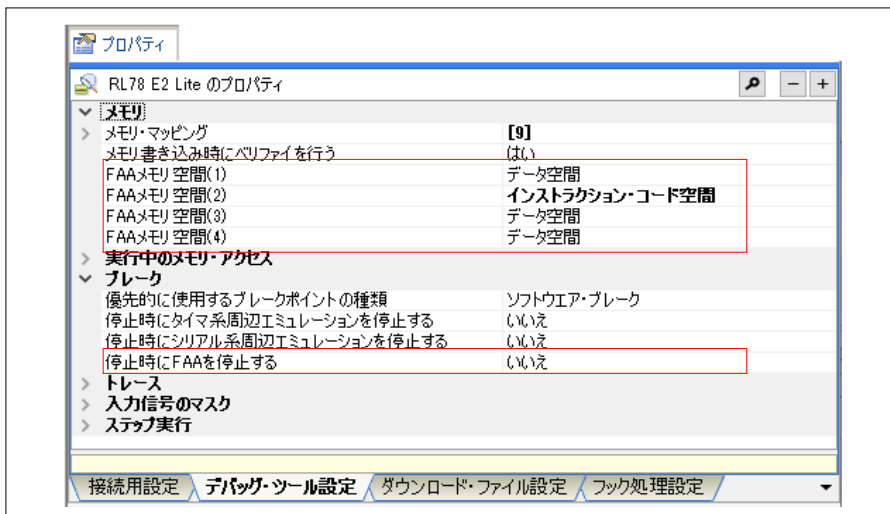 プロパティ
RL78 E2 Lite のプロパティ
メモリ
メモリ・マッピング [9]
メモリ書き込み時にベリファイを行う はい
FAAメモリ空間(1) データ空間
FAAメモリ空間(2) インストラクション・コード空間
FAAメモリ空間(3) データ空間
FAAメモリ空間(4) データ空間
実行中のメモリ・アクセス
ブレーク
優先的に使用するブレークポイントの種類 ソフトウエア・ブレーク
停止時にタイマ系周辺エミュレーションを停止する いいえ
停止時にシリアル系周辺エミュレーションを停止する いいえ
停止時にFAAを停止する いいえ
トレース
入力信号のマスク
ステップ実行
接続用設定 デバッグ・ツール設定 ダウンロード・ファイル設定 フック処理設定